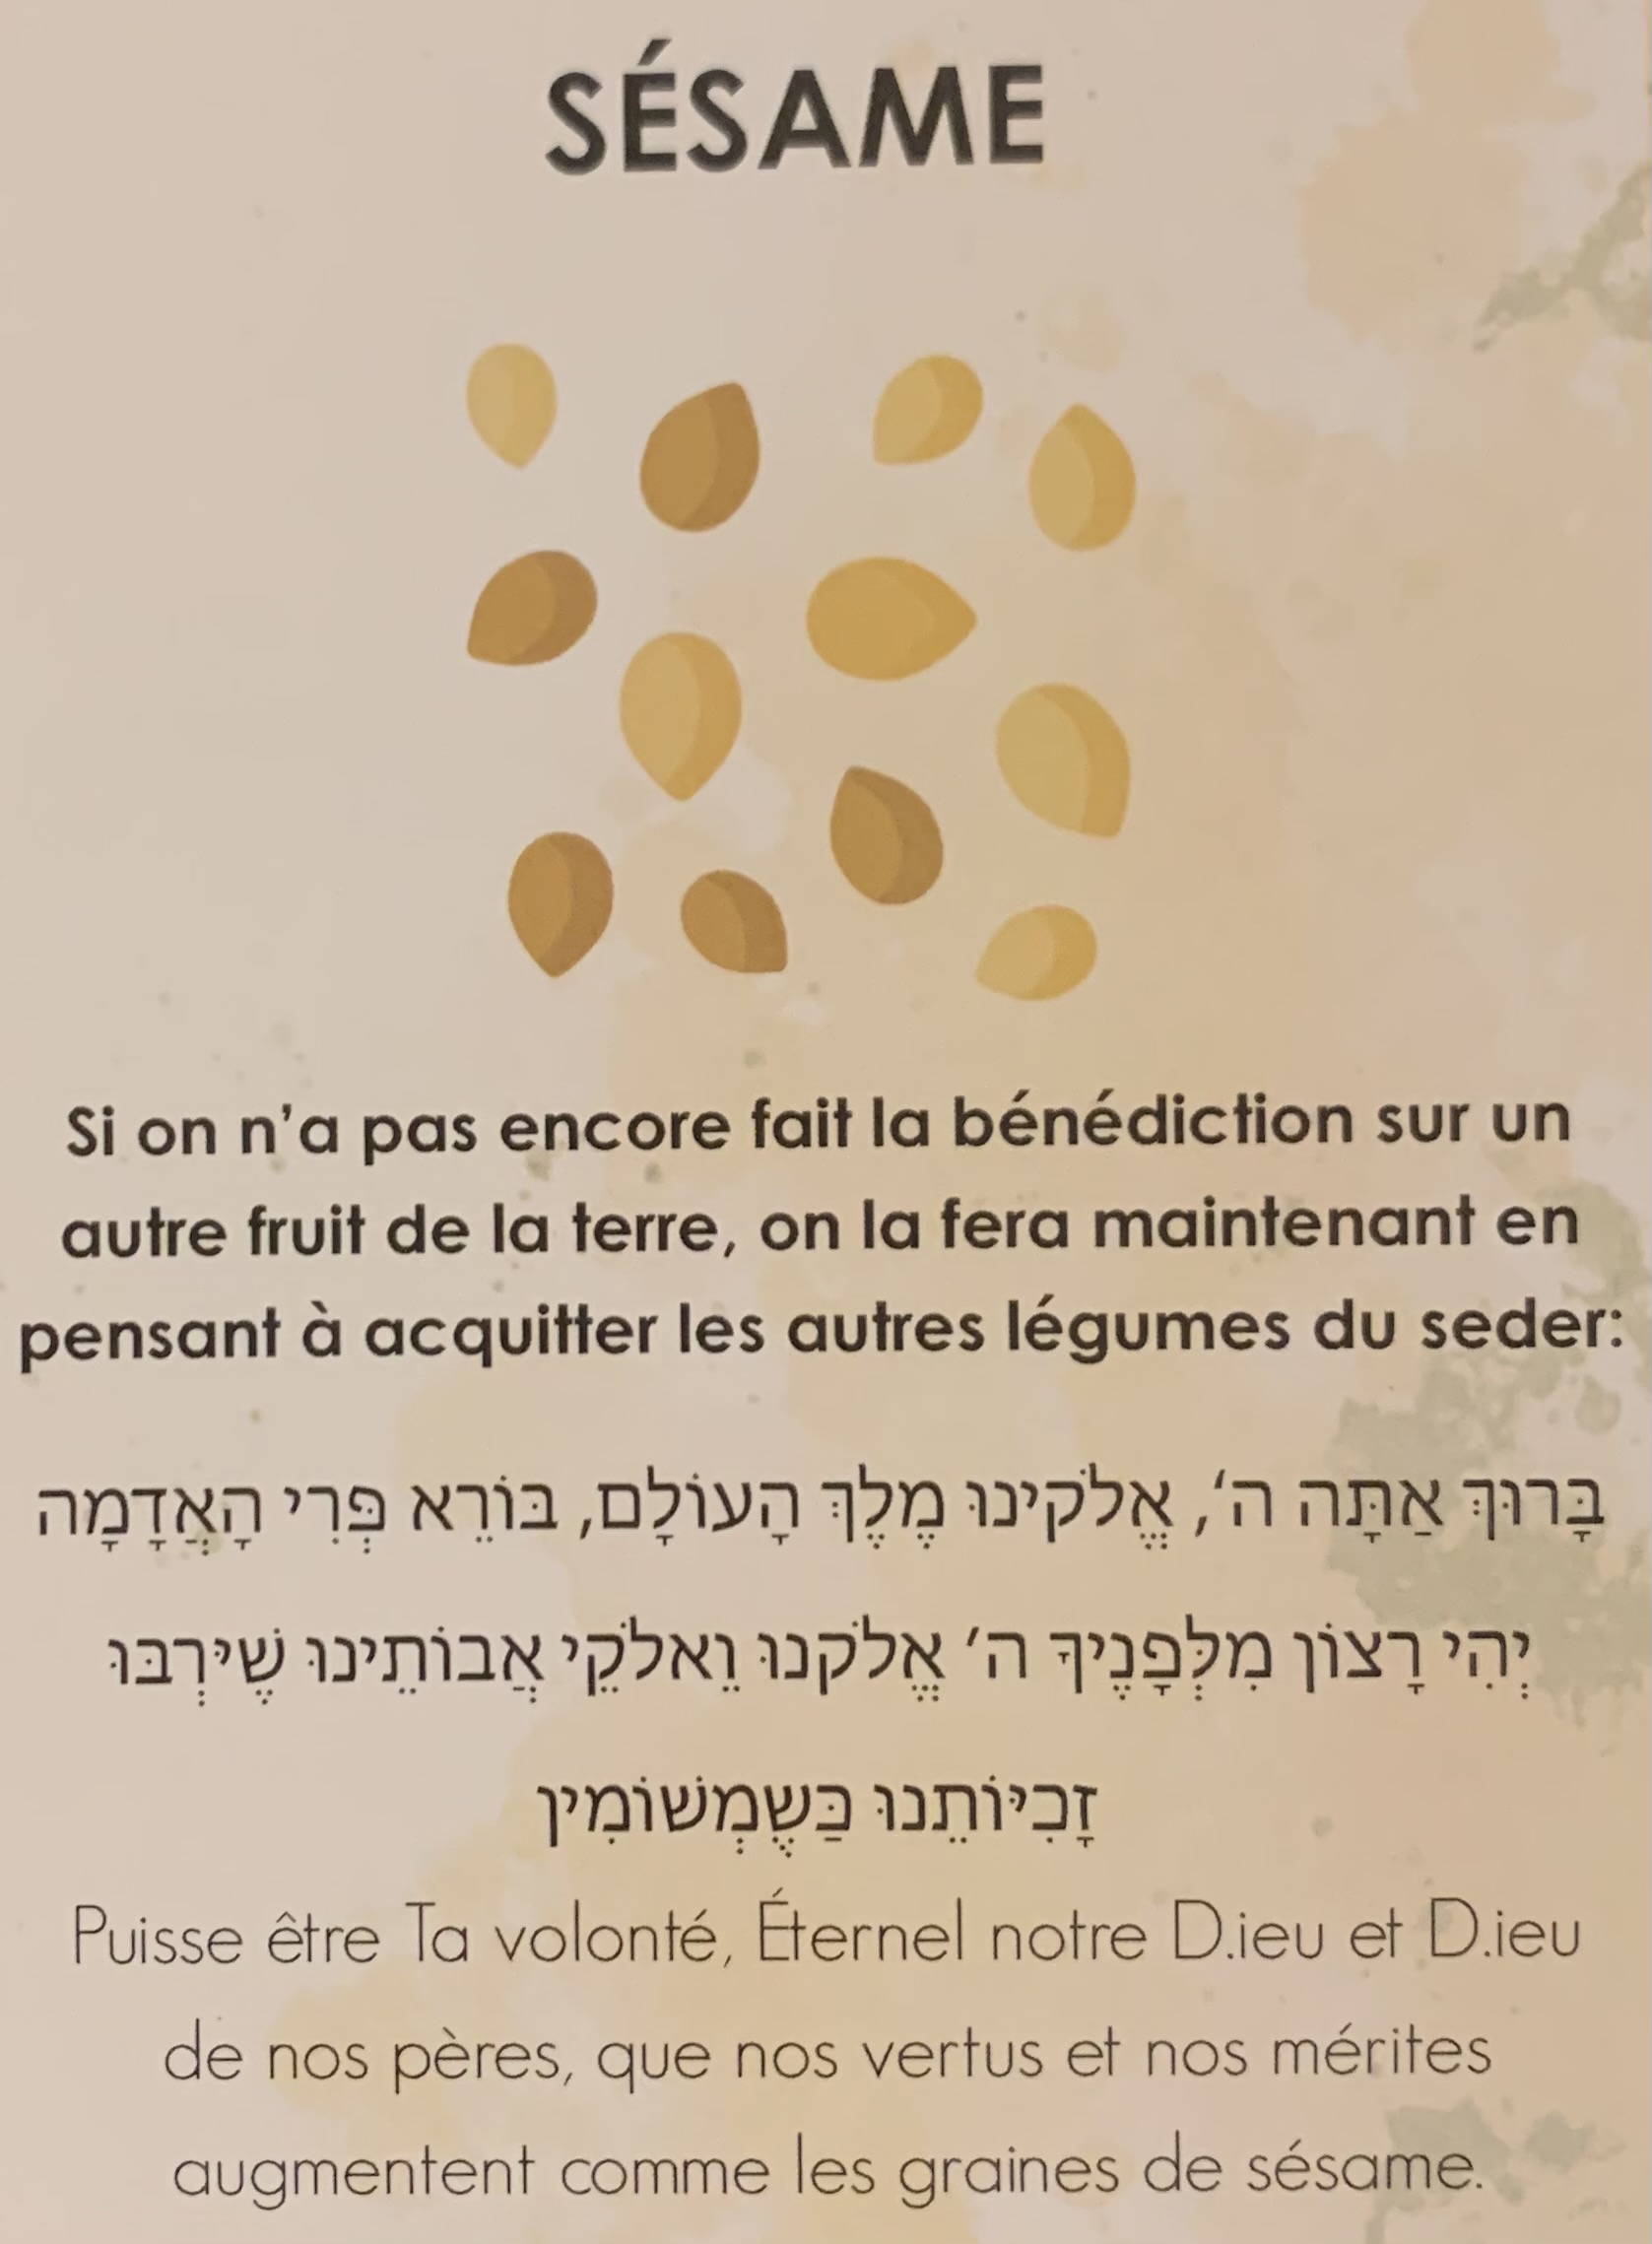 SÉSAME
Si on n'a pas encore fait la bénédiction sur un
autre fruit de la terre, on la fera maintenant en
pensant à acquitter les autres légumes du seder:
בָּרוּךְ אַתָּה ה', אֱלֹקֵינוּ מֶלֶךְ הָעוֹלָם, בּוֹרֵא פְּרִי הָאֲדָמָה
יְהִי רָצוֹן מִלְּפָנֶיךָ ה' אֱלֹקֵנוּ וֵאלֹקֵי אֲבוֹתֵינוּ שֶׁיִּרְבּוּ
זָכִיּוֹתֵנוּ כַּשֻּׁמְשׁוֹמִין
Puisse être Ta volonté, Éternel notre D.ieu et D.ieu
de nos pères, que nos vertus et nos mérites
augmentent comme les graines de sésame.